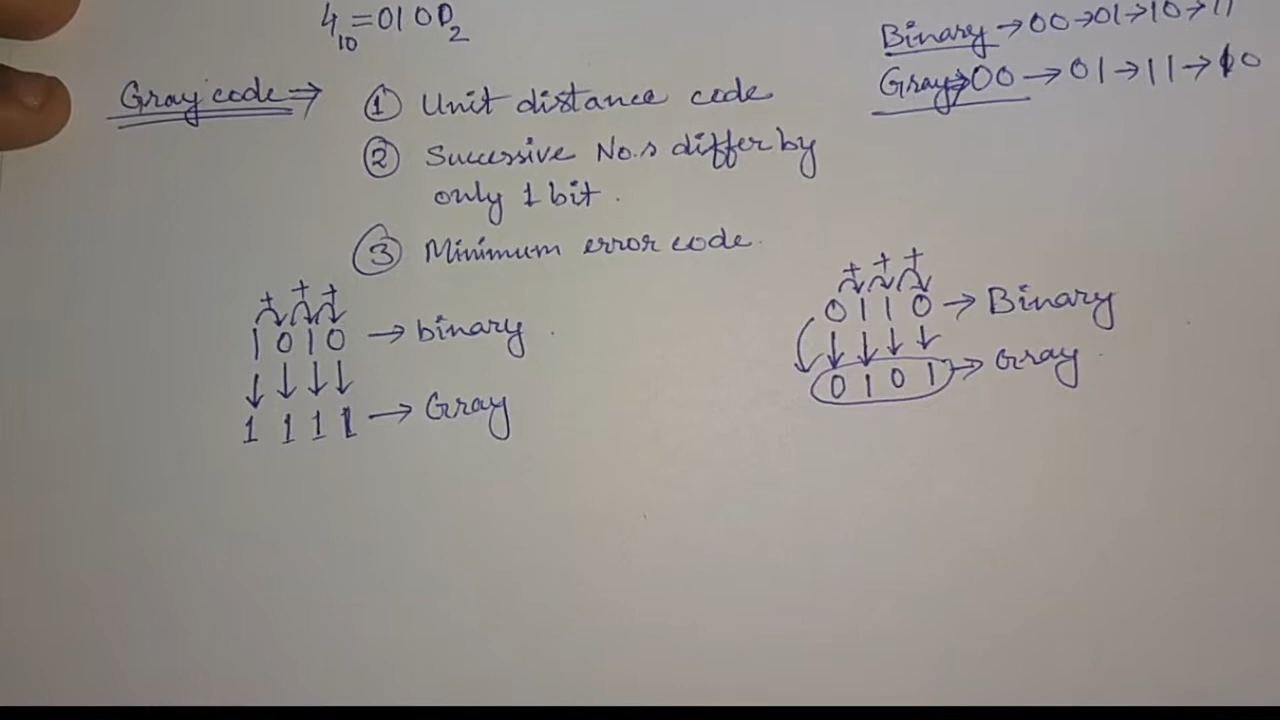 4₁₀ = 0100₂
Binary → 00 → 01 → 10 → 11
Gray → 00 → 01 → 11 → 10
Gray code ⇒ ① Unit distance code
② Successive No.s differ by
only 1 bit.
③ Minimum error code.
+ + +
1 0 1 0 → binary
↓ ↓ ↓ ↓
1 1 1 1 → Gray
+ + +
0 1 1 0 → Binary
↓ ↓ ↓ ↓
0 1 0 1 → Gray